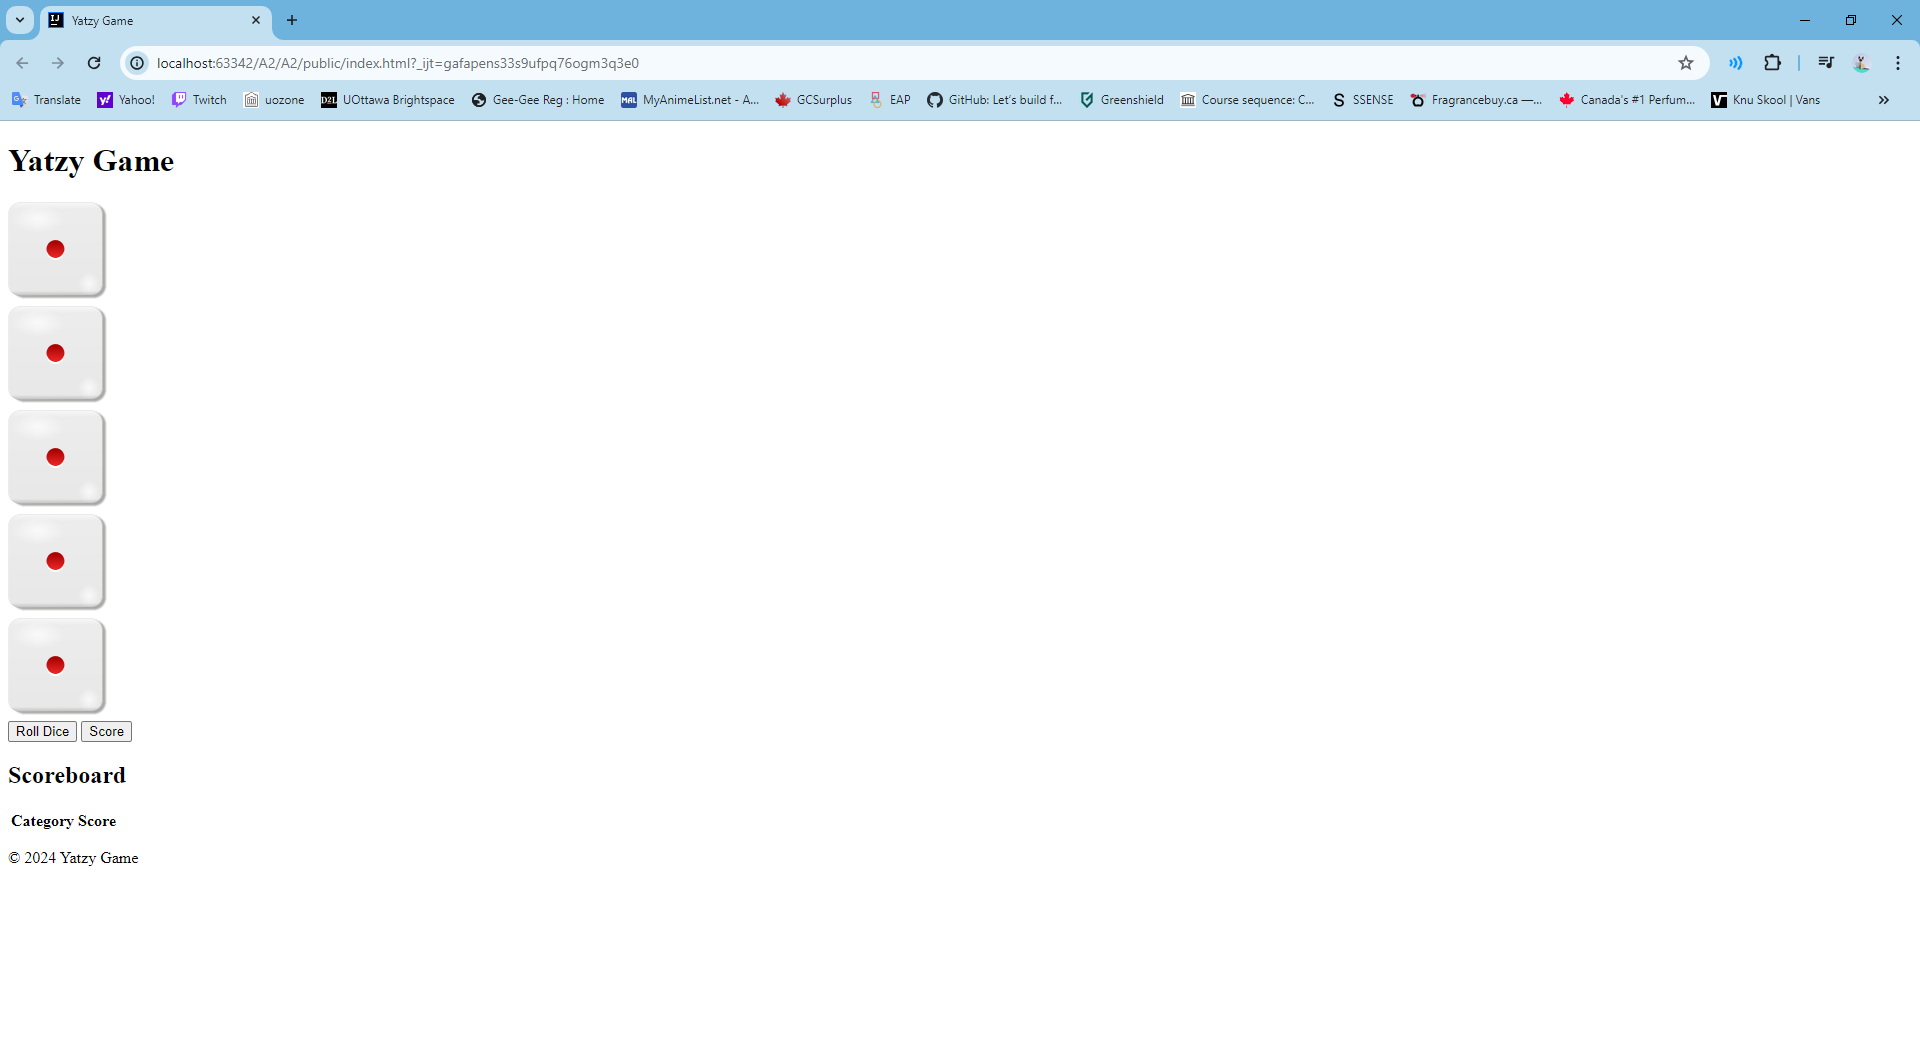 Yatzy Game
localhost:63342/A2/A2/public/index.html?_ijt=gafapens33s9ufpq76ogm3q3e0
Translate Yahoo! Twitch uozone D2L UOttawa Brightspace Gee-Gee Reg : Home MAL MyAnimeList.net - A... GCSurplus EAP GitHub: Let's build f... Greenshield Course sequence: C... S SSENSE Fragrancebuy.ca —... Canada's #1 Perfum... Knu Skool | Vans
Yatzy Game
Roll Dice Score
Scoreboard
Category Score
© 2024 Yatzy Game